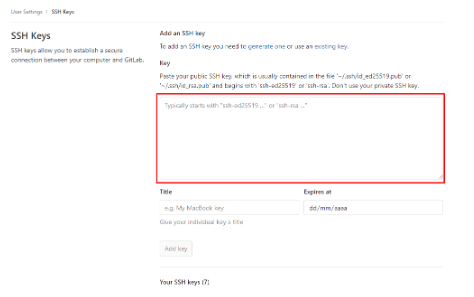 User Settings › SSH Keys
SSH Keys
SSH keys allow you to establish a secure
connection between your computer and GitLab.
Add an SSH key
To add an SSH key you need to generate one or use an existing key.
Key
Paste your public SSH key, which is usually contained in the file '~/.ssh/id_ed25519.pub' or
'~/.ssh/id_rsa.pub' and begins with 'ssh-ed25519' or 'ssh-rsa'. Don't use your private SSH key.
Typically starts with "ssh-ed25519 ..." or "ssh-rsa ..."
Title
Expires at
e.g. My MacBook key
dd/mm/aaaa
Give your individual key a title
Add key
Your SSH keys (7)